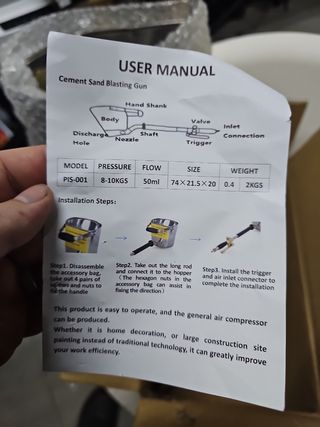 USER MANUAL
Cement Sand Blasting Gun
Hand Shank
Body
Valve
Inlet
Discharge Shaft Connection
Hole Nozzle Trigger
MODEL PRESSURE FLOW SIZE WEIGHT
PIS-001 8-10KGS 50ml 74×21.5×20 0.4 2KGS
Installation Steps:
Step1. Disassemble
the accessory bag,
take out 2 pairs of
screws and nuts to
fix the handle
Step2. Take out the long rod
and connect it to the hopper
(The hexagon nuts in the
accessory bag can assist in
fixing the direction)
Step3. Install the trigger
and air inlet connector to
complete the installation
This product is easy to operate, and the general air compressor
can be produced.
Whether it is home decoration, or large construction site
painting instead of traditional technology, it can greatly improve
your work efficiency.